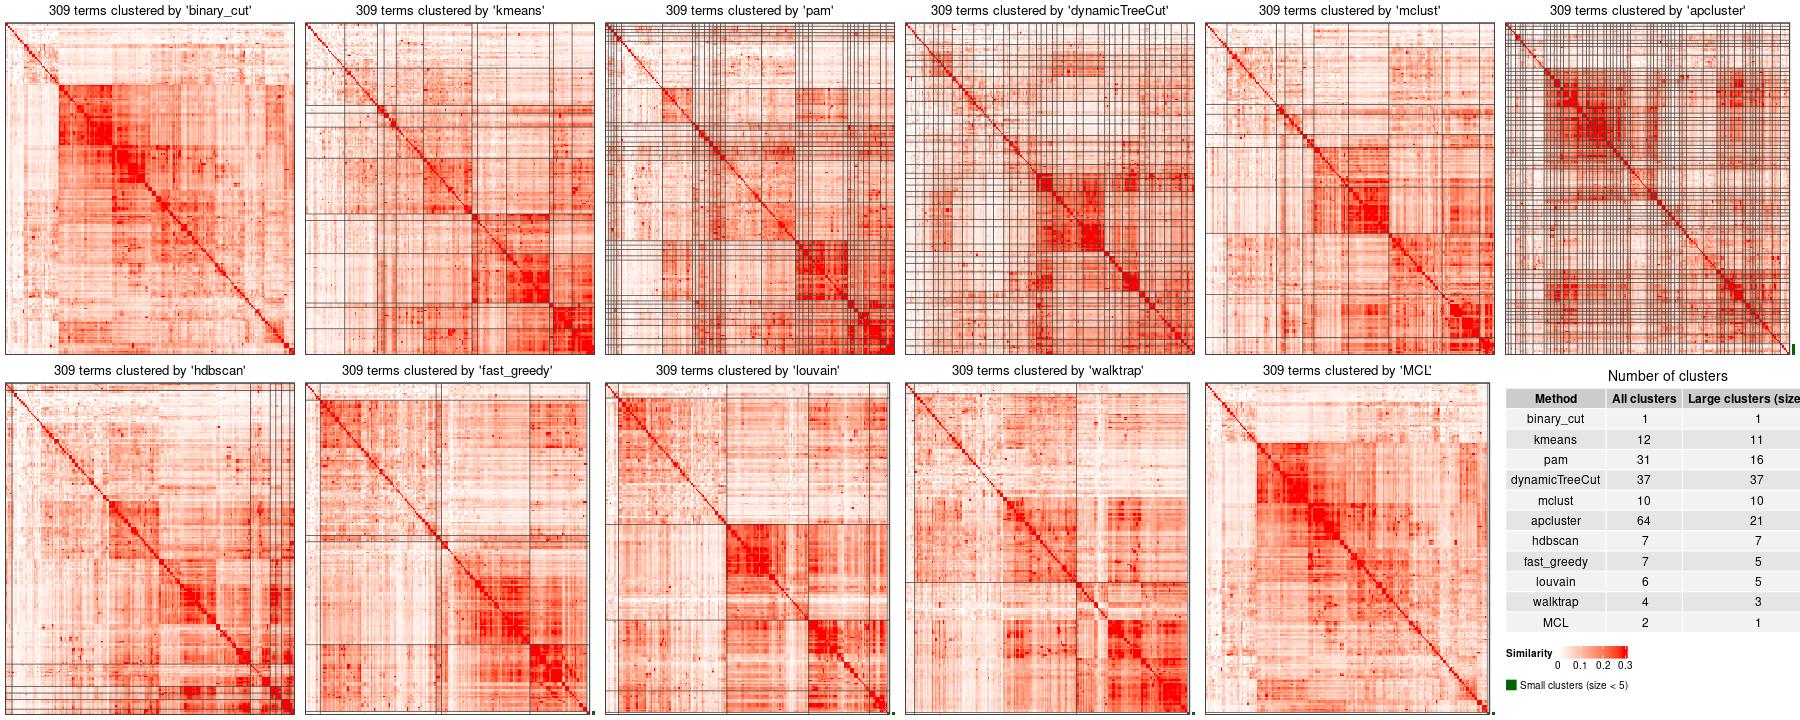 309 terms clustered by 'binary_cut'
309 terms clustered by 'kmeans'
309 terms clustered by 'pam'
309 terms clustered by 'dynamicTreeCut'
309 terms clustered by 'mclust'
309 terms clustered by 'apcluster'
309 terms clustered by 'hdbscan'
309 terms clustered by 'fast_greedy'
309 terms clustered by 'louvain'
309 terms clustered by 'walktrap'
309 terms clustered by 'MCL'
Number of clusters
Method All clusters Large clusters (size
binary_cut 1 1
kmeans 12 11
pam 31 16
dynamicTreeCut 37 37
mclust 10 10
apcluster 64 21
hdbscan 7 7
fast_greedy 7 5
louvain 6 5
walktrap 4 3
MCL 2 1
Similarity
0 0.1 0.2 0.3
Small clusters (size < 5)